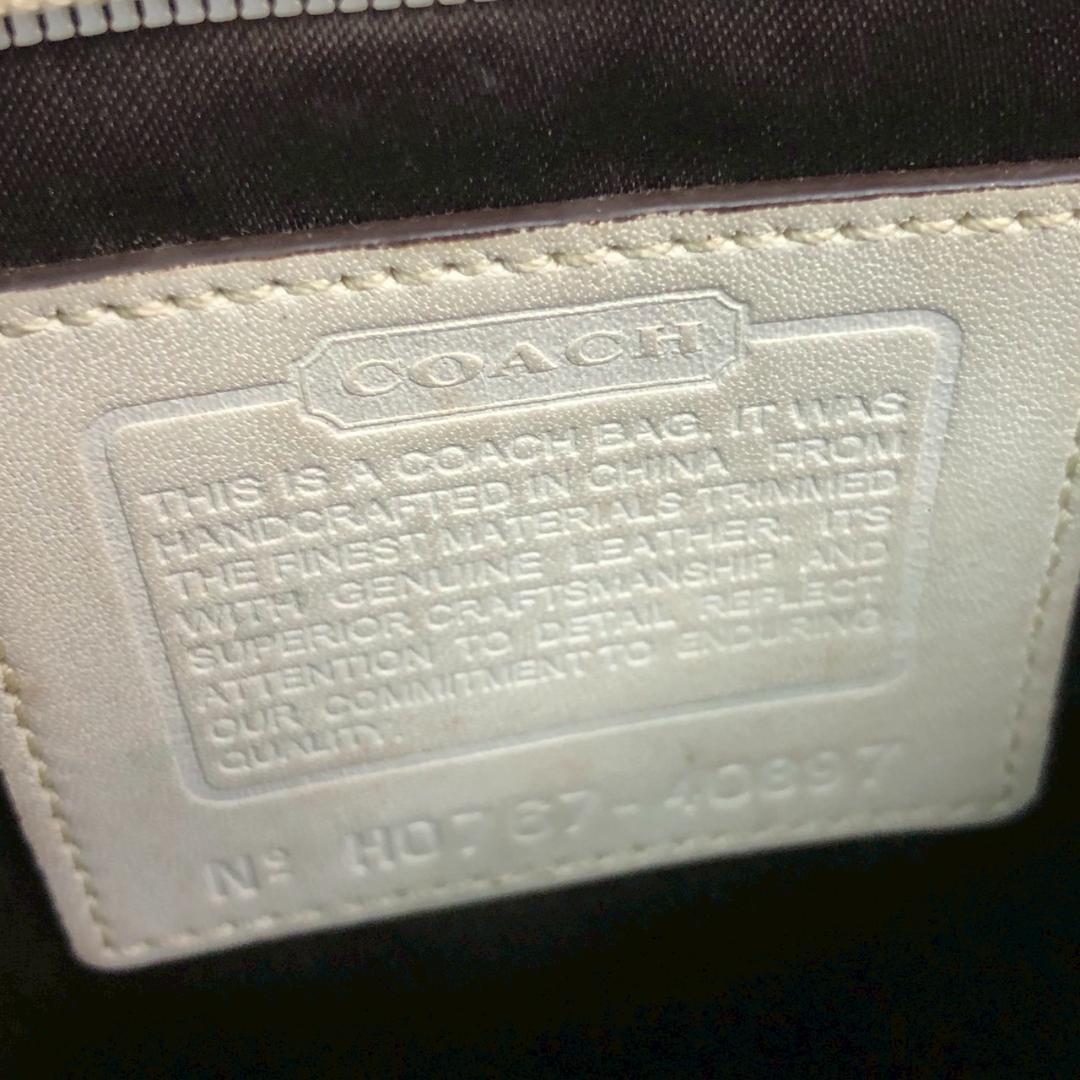 COACH
THIS IS A COACH BAG. IT WAS
HANDCRAFTED IN CHINA FROM
THE FINEST MATERIALS TRIMMED
WITH GENUINE LEATHER. ITS
SUPERIOR CRAFTSMANSHIP AND
ATTENTION TO DETAIL REFLECT
OUR COMMITMENT TO ENDURING
QUALITY.
Nº H0767-40897